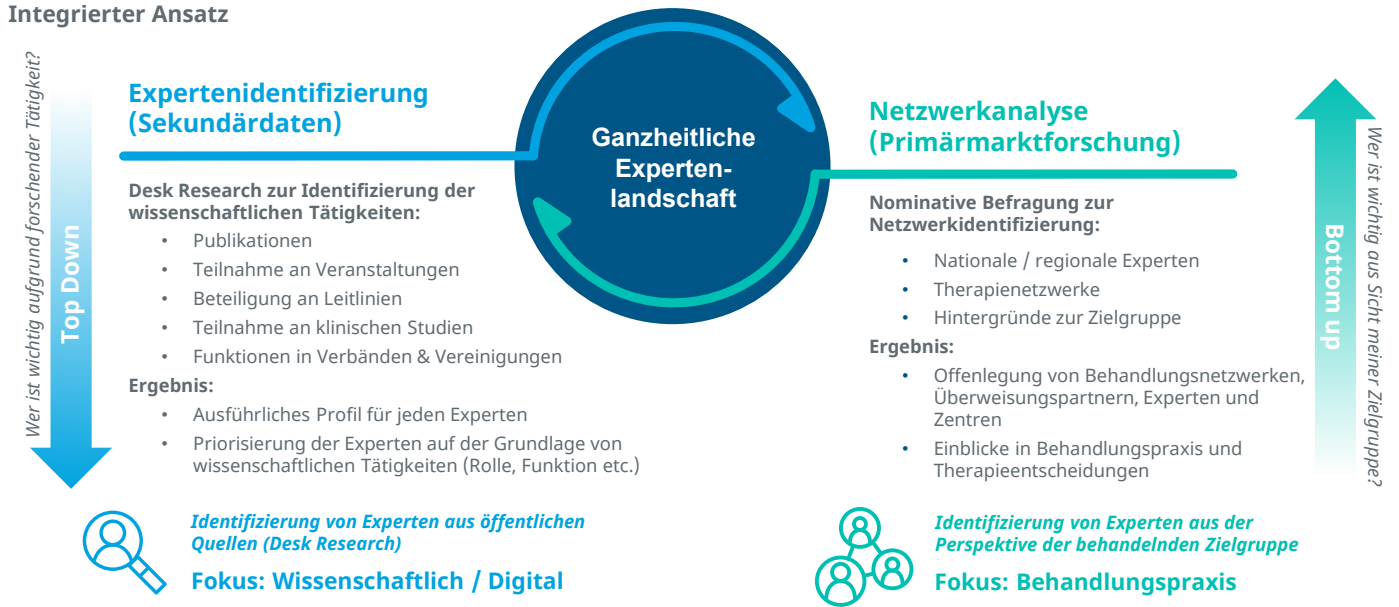 Integrierter Ansatz
Wer ist wichtig aufgrund forschender Tätigkeit?
Top Down
Expertenidentifizierung
(Sekundärdaten)
Desk Research zur Identifizierung der
wissenschaftlichen Tätigkeiten:
• Publikationen
• Teilnahme an Veranstaltungen
• Beteiligung an Leitlinien
• Teilnahme an klinischen Studien
• Funktionen in Verbänden & Vereinigungen
Ergebnis:
• Ausführliches Profil für jeden Experten
• Priorisierung der Experten auf der Grundlage von
wissenschaftlichen Tätigkeiten (Rolle, Funktion etc.)
Identifizierung von Experten aus öffentlichen
Quellen (Desk Research)
Fokus: Wissenschaftlich / Digital
Ganzheitliche
Experten-
landschaft
Netzwerkanalyse
(Primärmarktforschung)
Nominative Befragung zur
Netzwerkidentifizierung:
• Nationale / regionale Experten
• Therapienetzwerke
• Hintergründe zur Zielgruppe
Ergebnis:
• Offenlegung von Behandlungsnetzwerken,
Überweisungspartnern, Experten und
Zentren
• Einblicke in Behandlungspraxis und
Therapieentscheidungen
Identifizierung von Experten aus der
Perspektive der behandelnden Zielgruppe
Fokus: Behandlungspraxis
Bottom up
Wer ist wichtig aus Sicht meiner Zielgruppe?